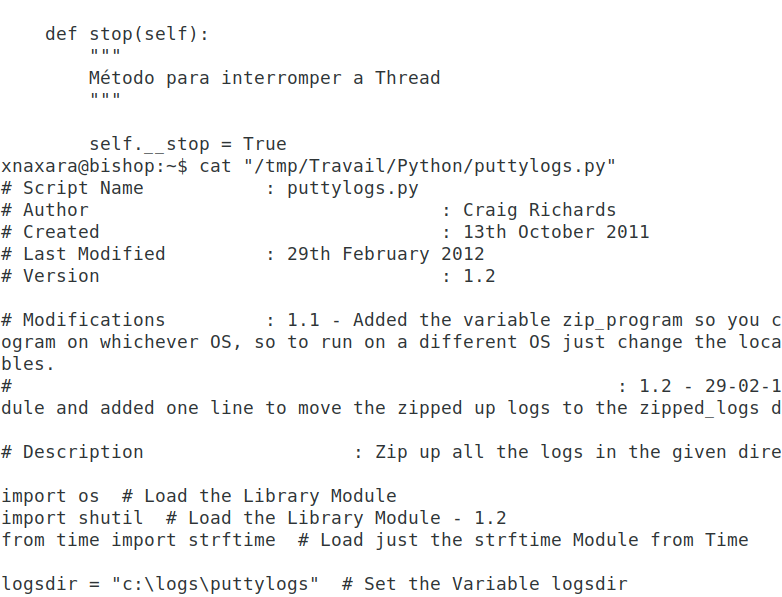 def stop(self):
        """
        Método para interromper a Thread
        """
        self.__stop = True
xnaxara@bishop:~$ cat "/tmp/Travail/Python/puttylogs.py"
# Script Name           : puttylogs.py
# Author                                : Craig Richards
# Created                               : 13th October 2011
# Last Modified         : 29th February 2012
# Version                               : 1.2
# Modifications         : 1.1 - Added the variable zip_program so you c
ogram on whichever OS, so to run on a different OS just change the loca
bles.
#                                                       : 1.2 - 29-02-1
dule and added one line to move the zipped up logs to the zipped_logs d
# Description                   : Zip up all the logs in the given dire
import os  # Load the Library Module
import shutil  # Load the Library Module - 1.2
from time import strftime  # Load just the strftime Module from Time
logsdir = "c:\logs\puttylogs"  # Set the Variable logsdir